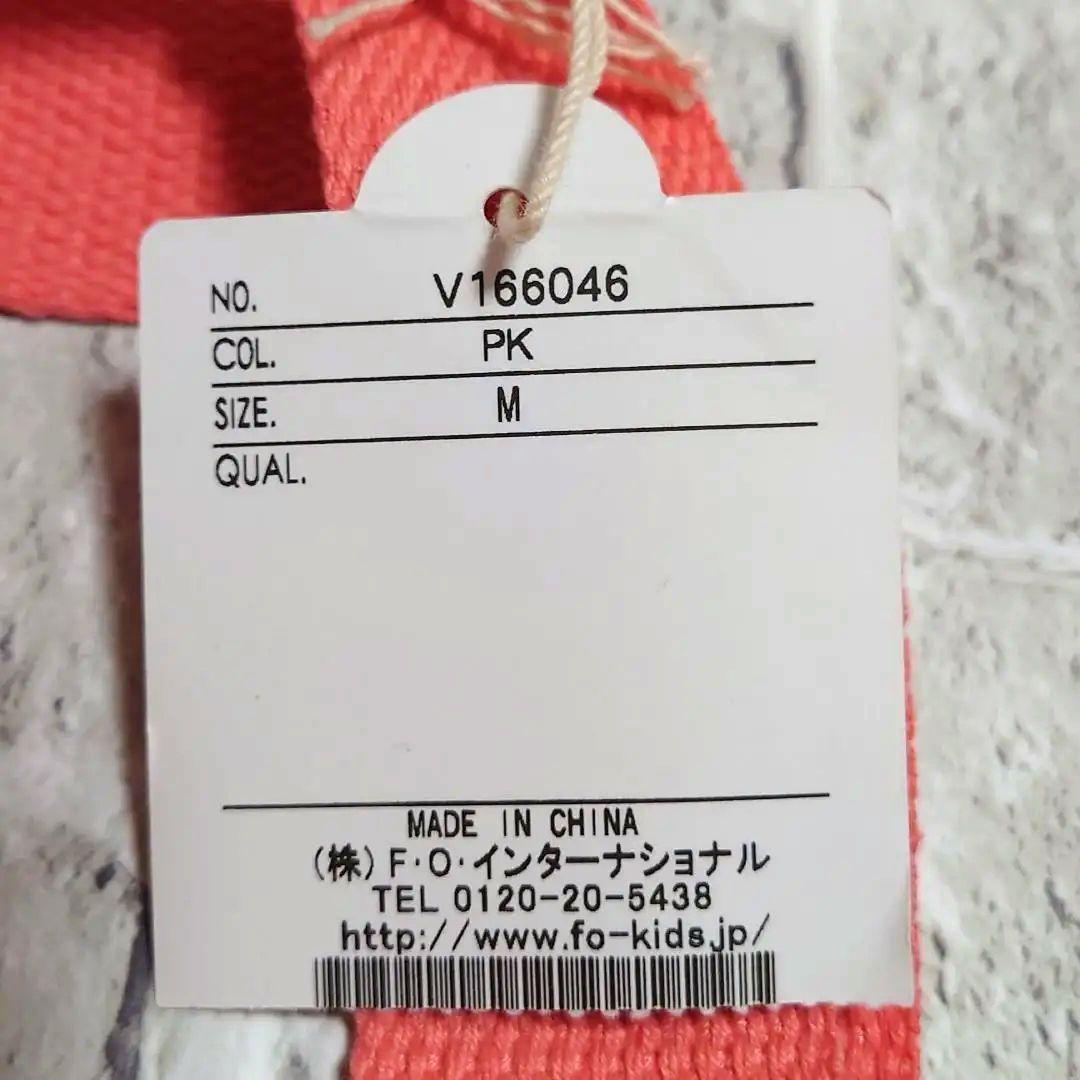 NO. V166046
COL. PK
SIZE. M
QUAL.
MADE IN CHINA
(株)F・O・インターナショナル
TEL 0120-20-5438
http://www.fo-kids.jp/